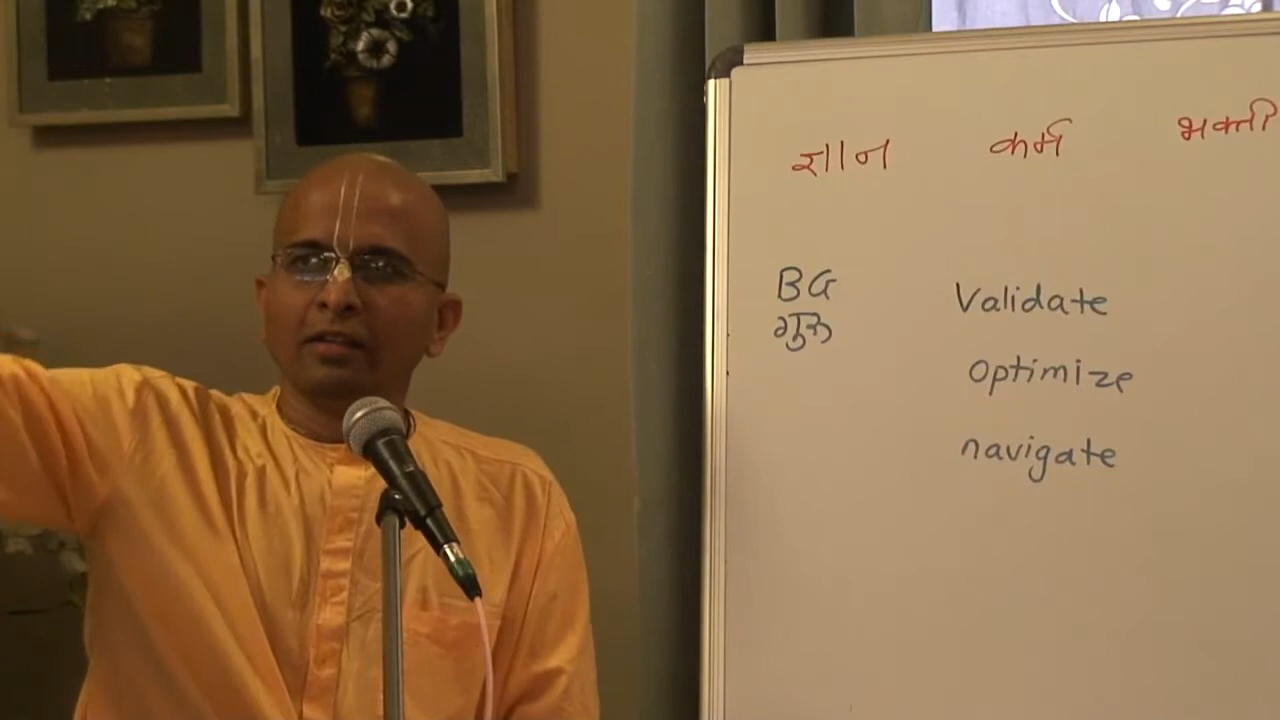 ज्ञान कर्म भक्ती
BG Validate
गुरू
optimize
navigate